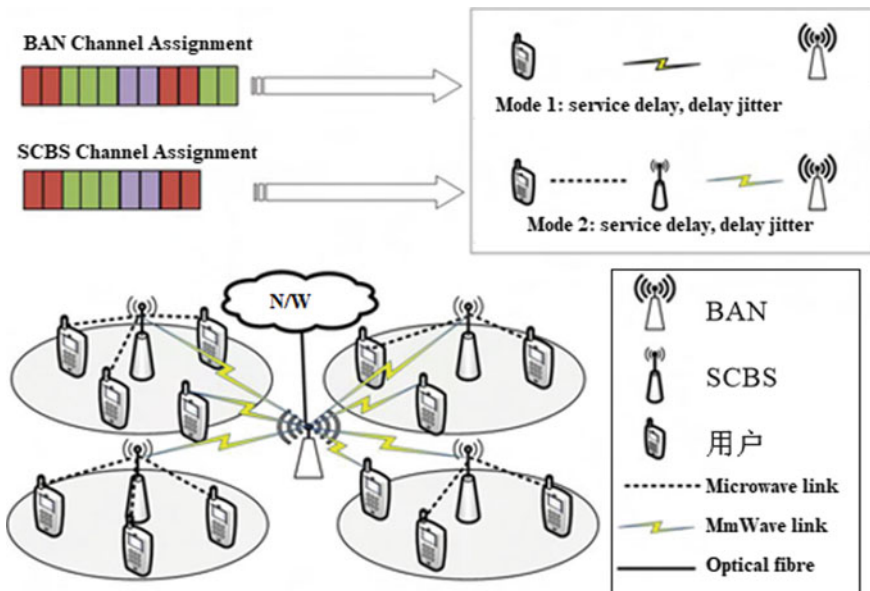 BAN Channel Assignment
Mode 1: service delay, delay jitter
SCBS Channel Assignment
Mode 2: service delay, delay jitter
N/W
BAN
SCBS
用户
Microwave link
MmWave link
Optical fibre